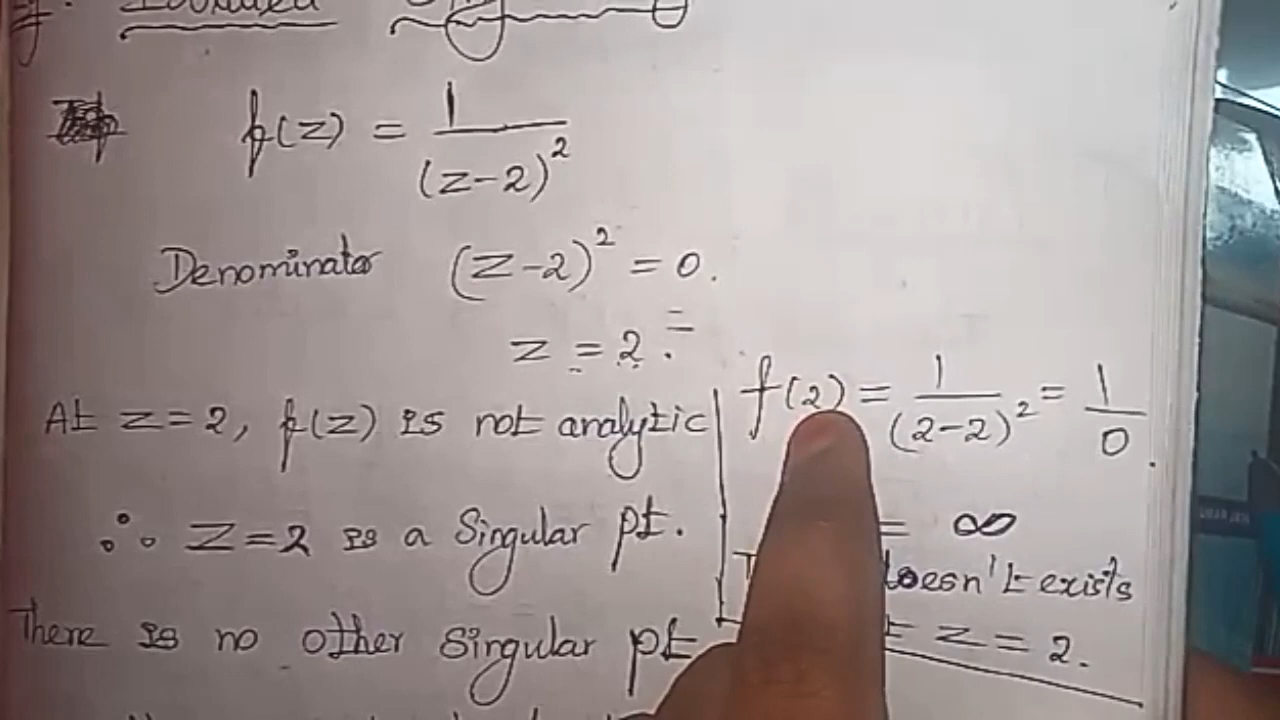 Isolated
f(z) = 1/(z-2)²
Denominator (z-2)² = 0.
z = 2.
At z = 2, f(z) is not analytic
∴ z = 2 is a Singular pt.
There is no other Singular pt
f(2) = 1/(2-2)² = 1/0.
= ∞
doesn't exists
z = 2.